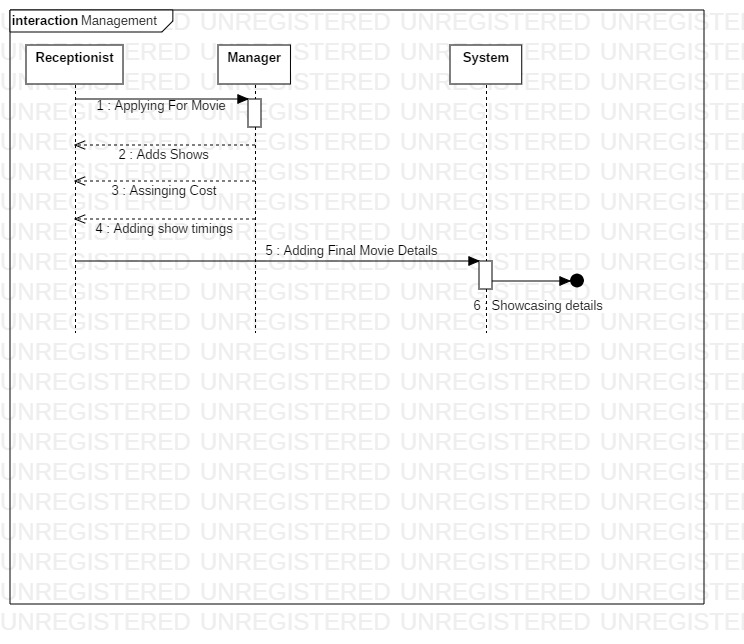 interaction Management
Receptionist
Manager
System
1 : Applying For Movie
2 : Adds Shows
3 : Assinging Cost
4 : Adding show timings
5 : Adding Final Movie Details
6 : Showcasing details
UNREGISTERED UNREGISTERED UNREGISTERED UNREGISTERED